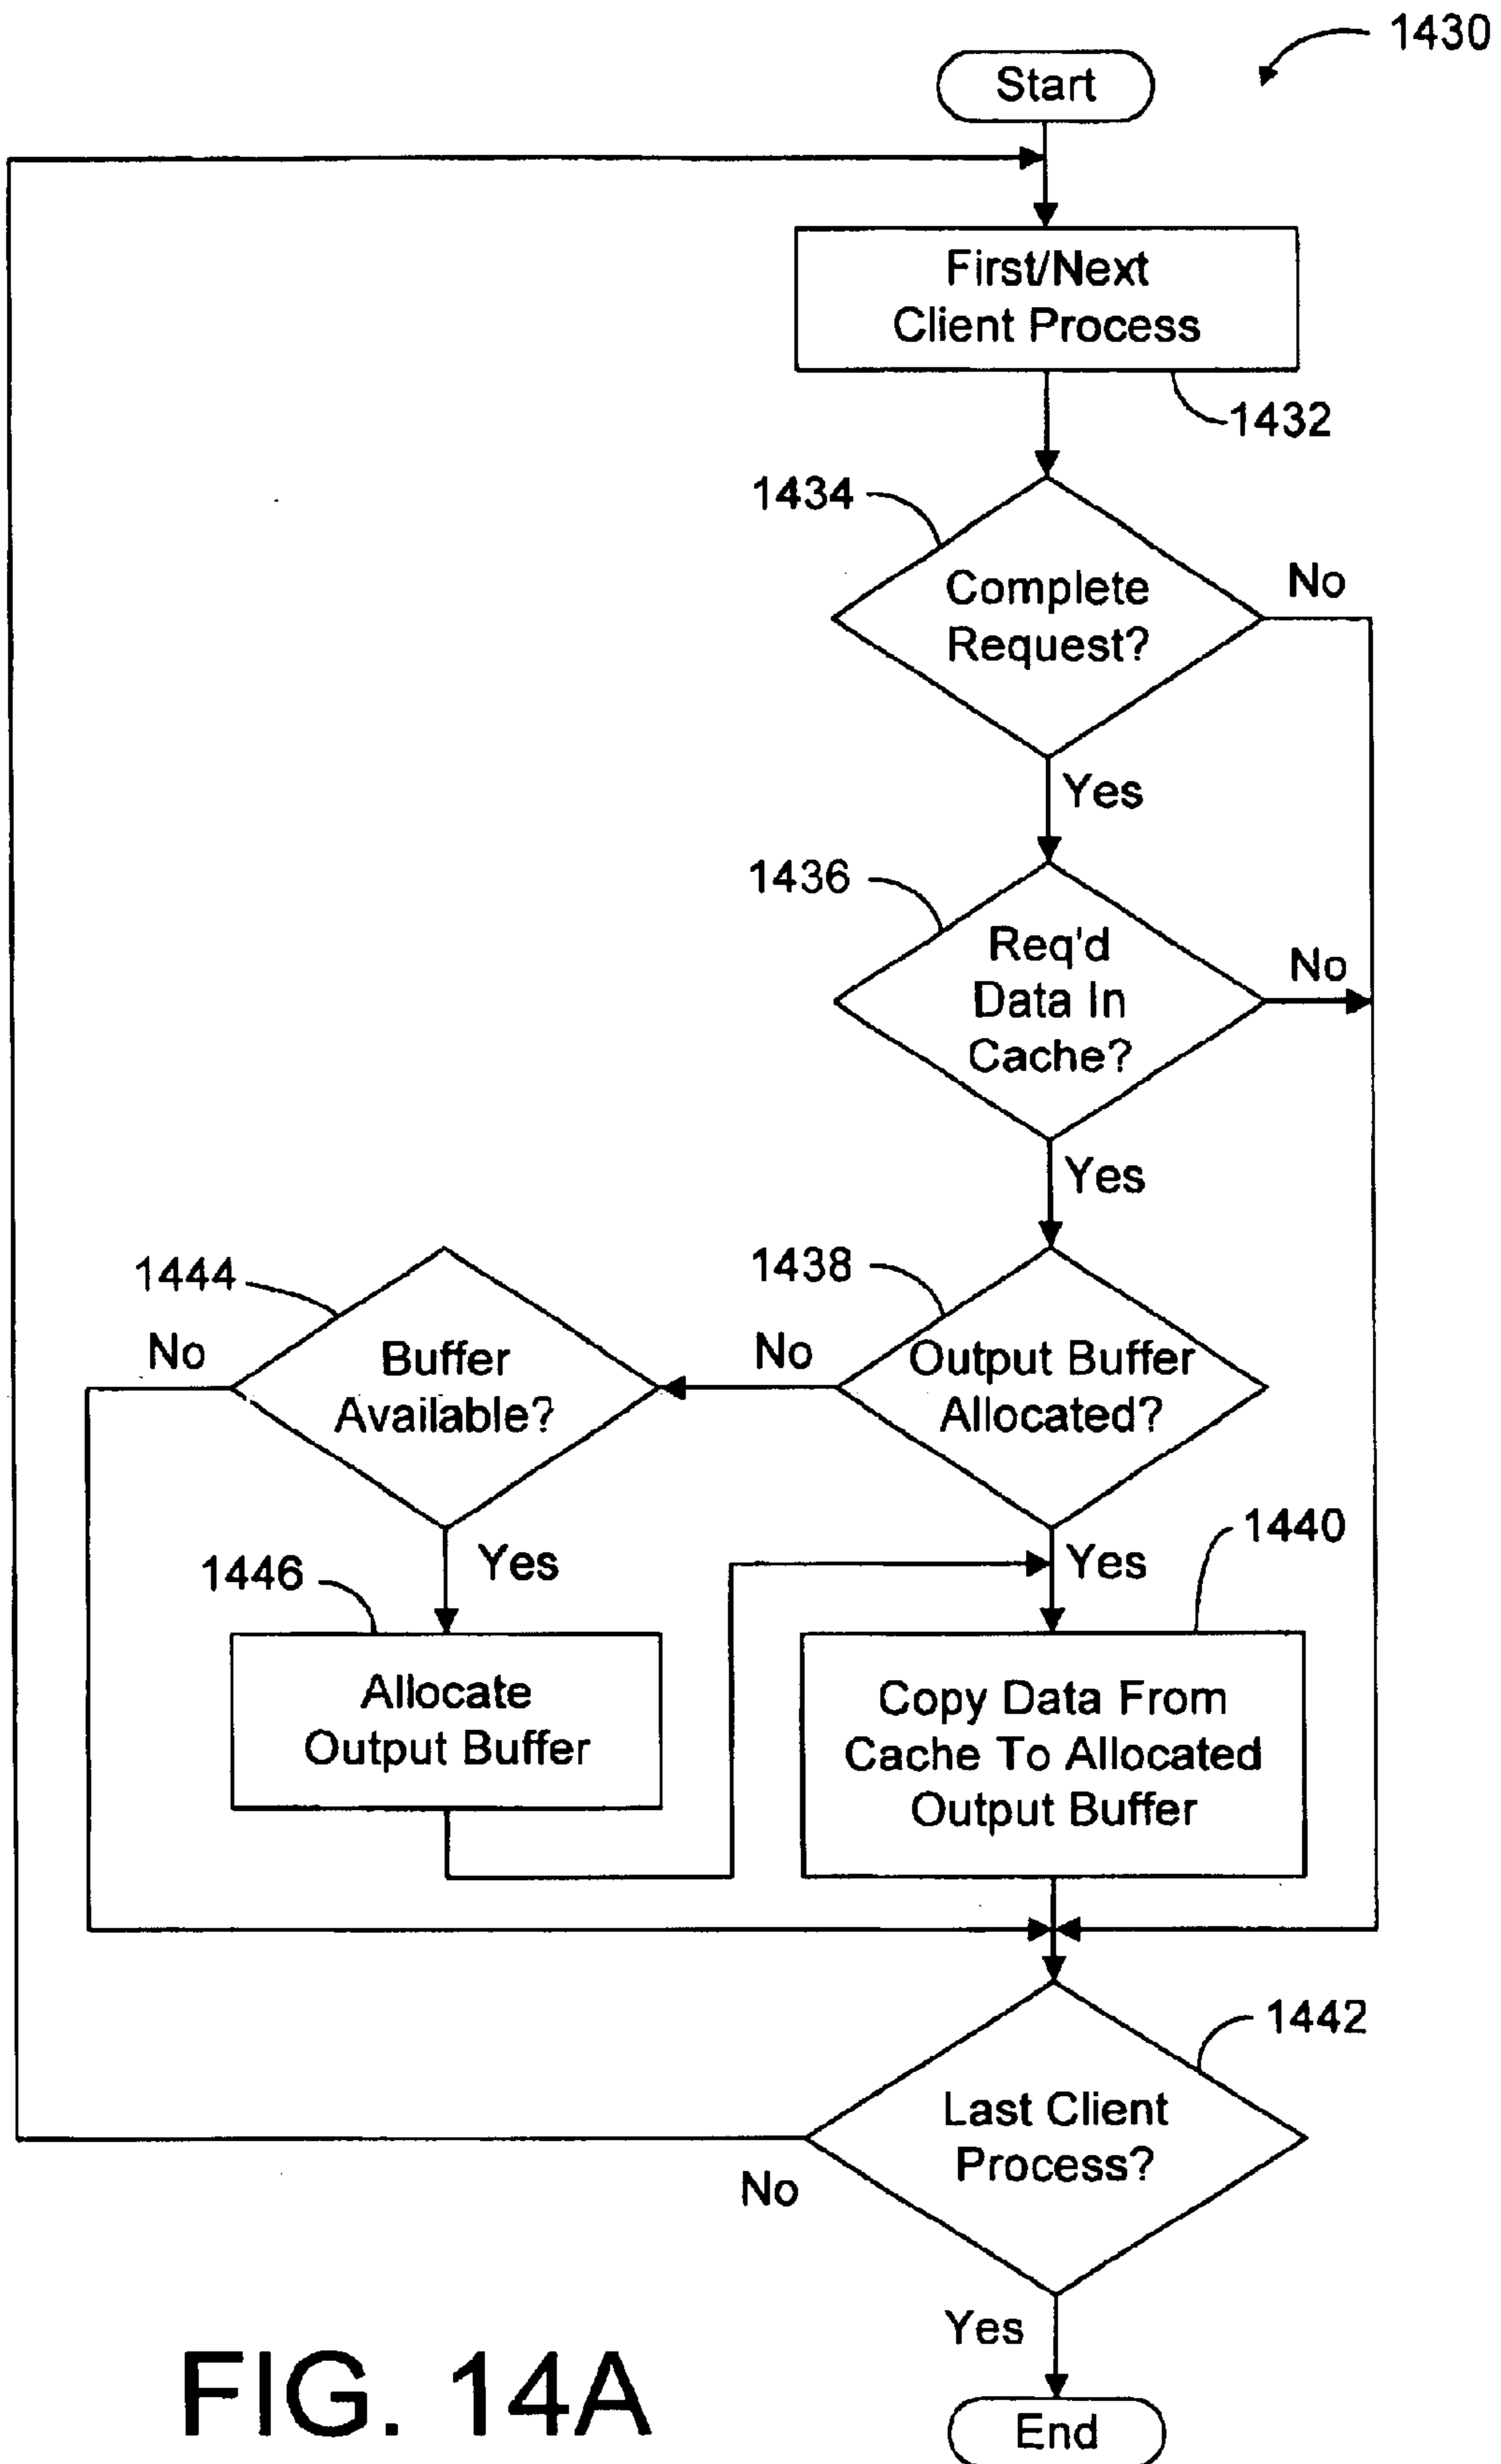 1430
Start
First/Next
Client Process
1432
1434
Complete
Request?
No
Yes
1436
Req'd
Data In
Cache?
No
Yes
1444
1438
No
Buffer
Available?
No
Output Buffer
Allocated?
1440
1446
Yes
Yes
Allocate
Output Buffer
Copy Data From
Cache To Allocated
Output Buffer
1442
Last Client
Process?
No
Yes
End
FIG. 14A